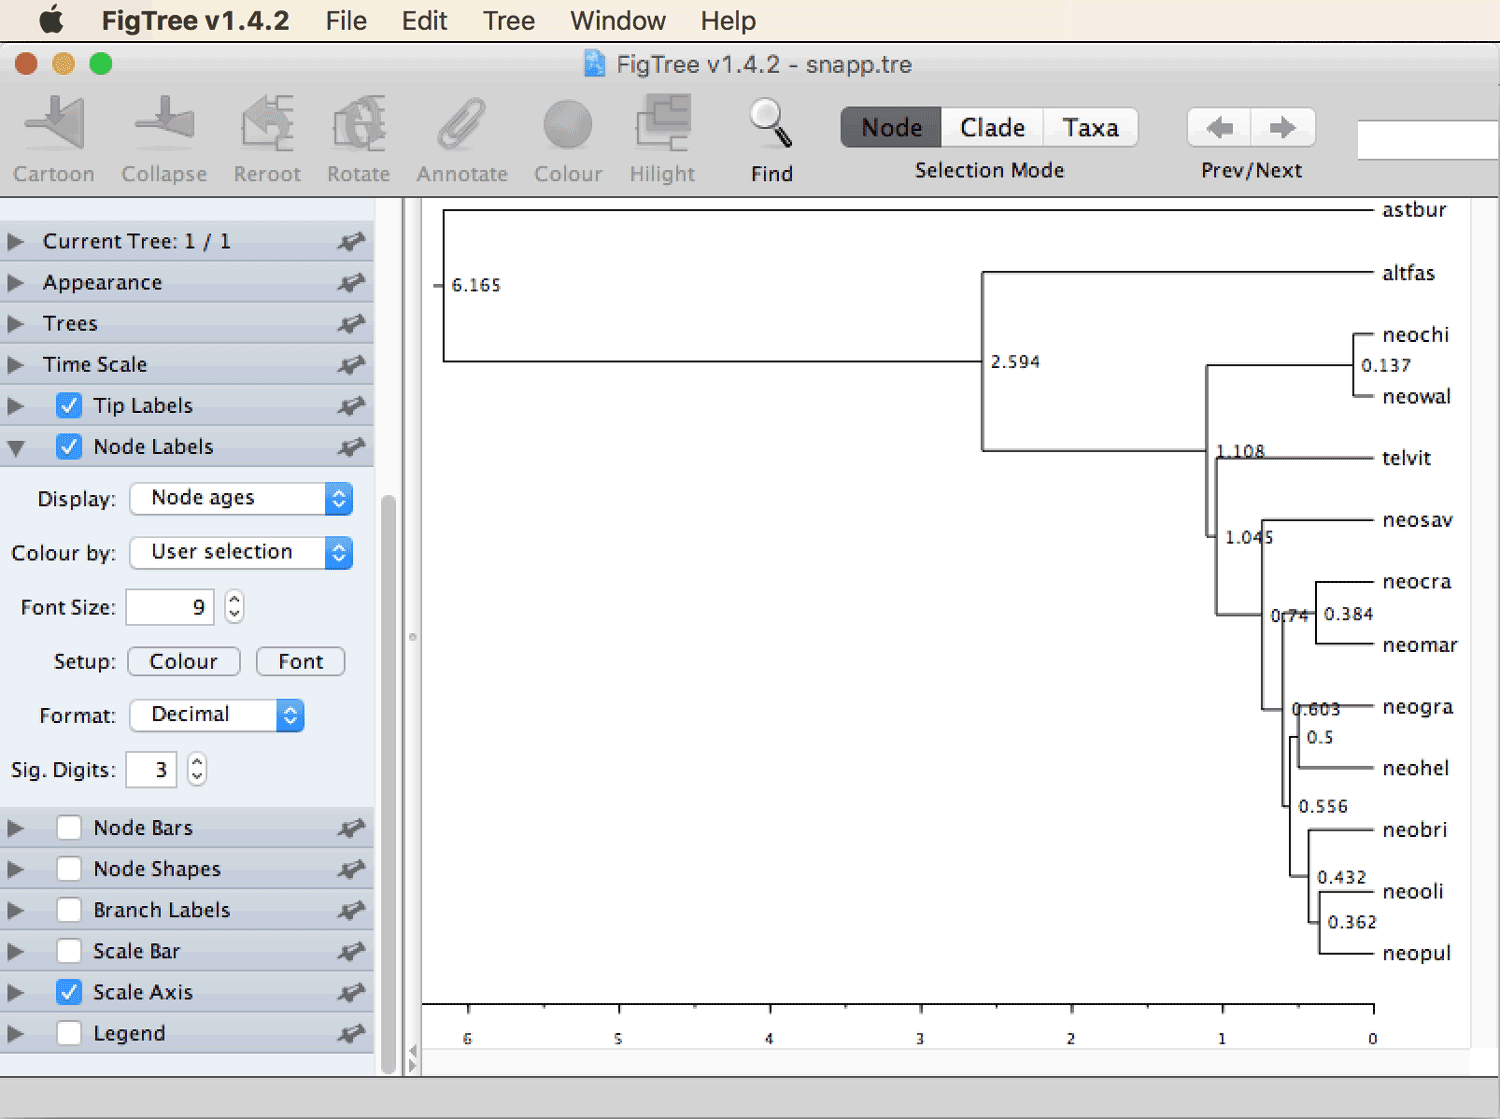 FigTree v1.4.2 File Edit Tree Window Help
FigTree v1.4.2 - snapp.tre
Cartoon Collapse Reroot Rotate Annotate Colour Hilight Find
Node Clade Taxa
Selection Mode
Prev/Next
Current Tree: 1 / 1
Appearance
Trees
Time Scale
Tip Labels
Node Labels
Display: Node ages
Colour by: User selection
Font Size: 9
Setup: Colour Font
Format: Decimal
Sig. Digits: 3
Node Bars
Node Shapes
Branch Labels
Scale Bar
Scale Axis
Legend
astbur
6.165
altfas
2.594
neochi
0.137
neowal
1.108
telvit
neosav
1.045
neocra
0.74
0.384
neomar
neogra
0.603
0.5
neohel
0.556
neobri
0.432
neooli
0.362
neopul
6 5 4 3 2 1 0